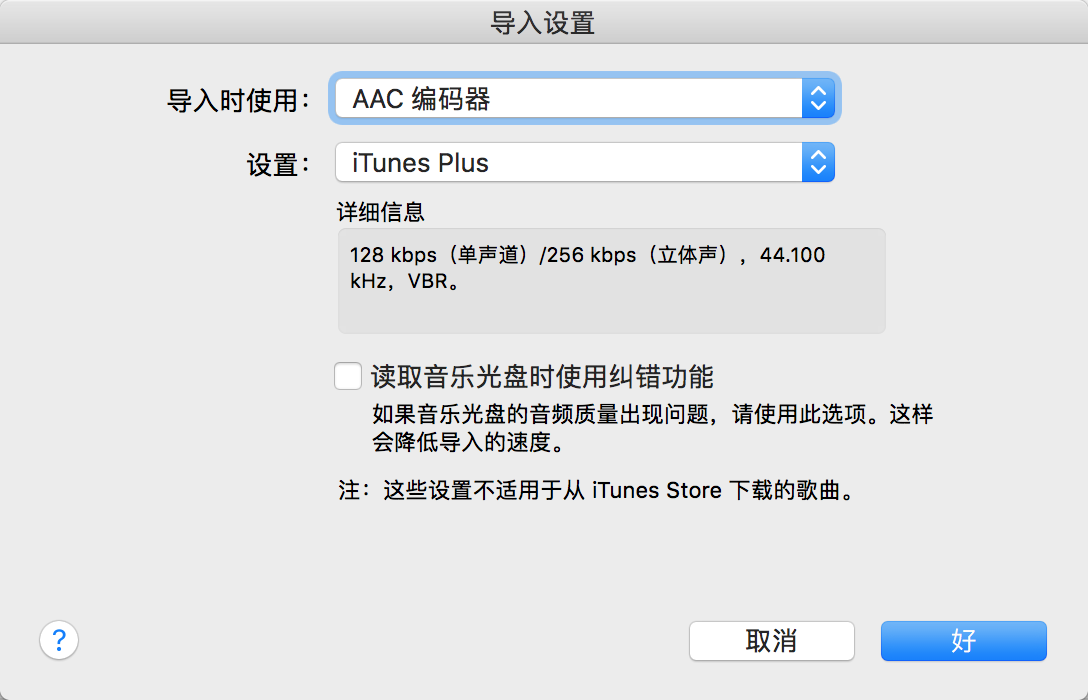 导入设置
导入时使用： AAC 编码器
设置： iTunes Plus
详细信息
128 kbps（单声道）/256 kbps（立体声），44.100
kHz，VBR。
读取音乐光盘时使用纠错功能
如果音乐光盘的音频质量出现问题，请使用此选项。这样
会降低导入的速度。
注：这些设置不适用于从 iTunes Store 下载的歌曲。
? 取消 好